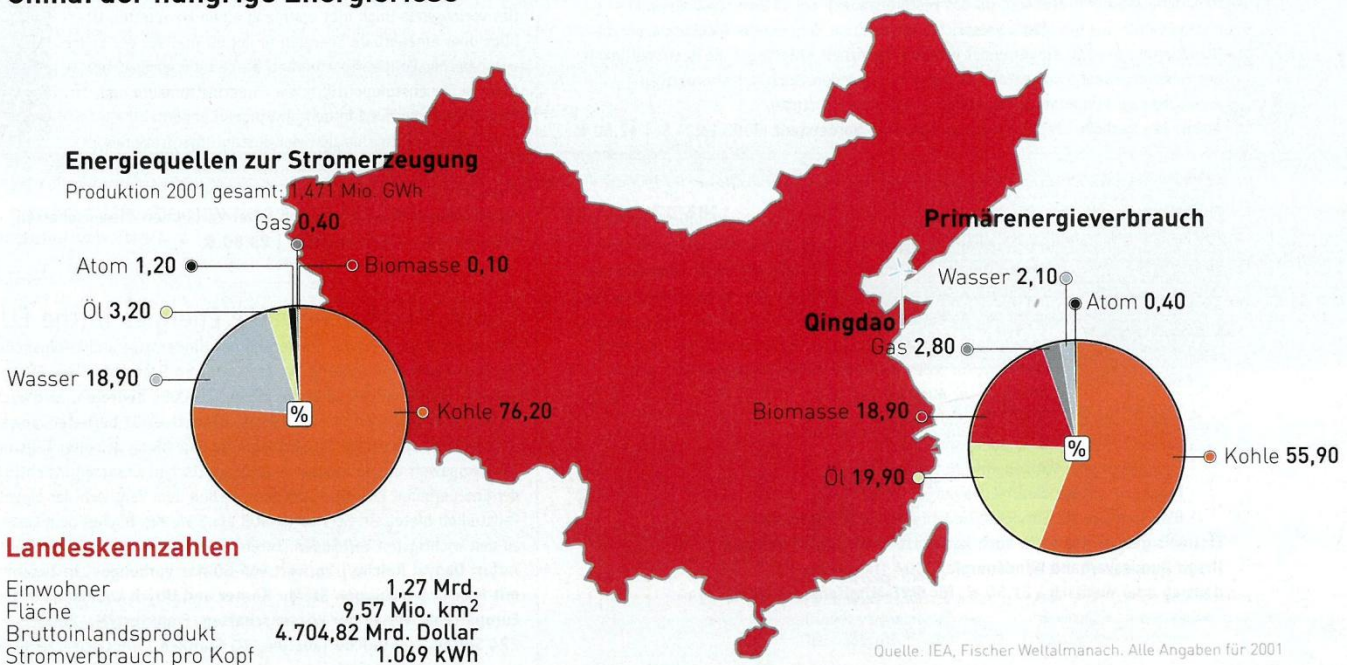 China: der hungrige Energieriese
Energiequellen zur Stromerzeugung
Produktion 2001 gesamt: 1,471 Mio. GWh
Gas 0,40
Atom 1,20
Biomasse 0,10
Öl 3,20
Wasser 18,90
%
Kohle 76,20
Primärenergieverbrauch
Wasser 2,10
Atom 0,40
Qingdao
Gas 2,80
Biomasse 18,90
%
Öl 19,90
Kohle 55,90
Landeskennzahlen
Einwohner 1,27 Mrd.
Fläche 9,57 Mio. km²
Bruttoinlandsprodukt 4.704,82 Mrd. Dollar
Stromverbrauch pro Kopf 1.069 kWh
Quelle: IEA, Fischer Weltalmanach. Alle Angaben für 2001